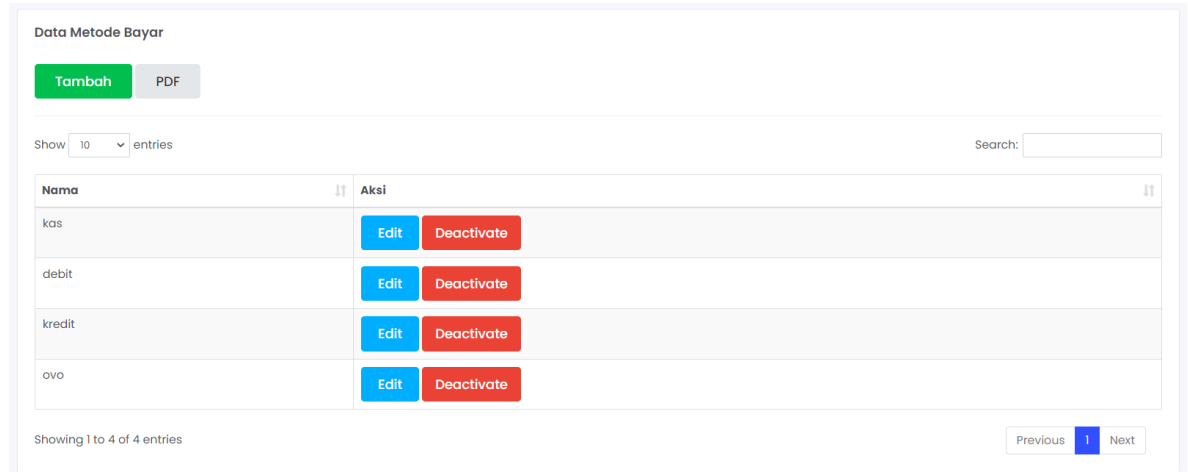 Data Metode Bayar
Tambah PDF
Show 10 entries Search:
Nama Aksi
kas Edit Deactivate
debit Edit Deactivate
kredit Edit Deactivate
ovo Edit Deactivate
Showing 1 to 4 of 4 entries Previous 1 Next